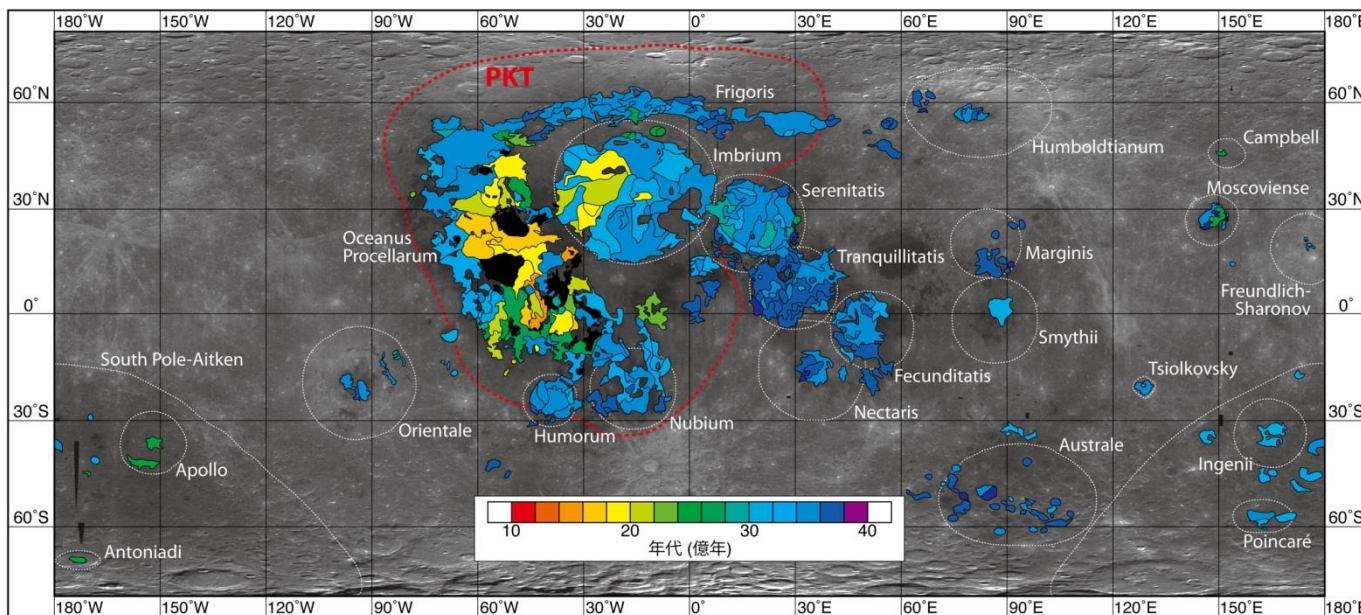 180°W 150°W 120°W 90°W 60°W 30°W 0° 30°E 60°E 90°E 120°E 150°E 180°E
PKT
60°N
60°N
Frigoris
Campbell
Imbrium
Humboldtianum
Moscoviense
Serenitatis
30°N
30°N
Oceanus
Procellarum
Tranquillitatis
Marginis
Freundlich-
Sharonov
0°
0°
Smythii
South Pole-Aitken
Tsiolkovsky
Fecunditatis
Nectaris
30°S
30°S
Orientale
Humorum
Nubium
Australe
Apollo
Ingenii
60°S
60°S
10 20 30 40
年代 (億年)
Antoniadi
Poincaré
180°W 150°W 120°W 90°W 60°W 30°W 0° 30°E 60°E 90°E 120°E 150°E 180°E